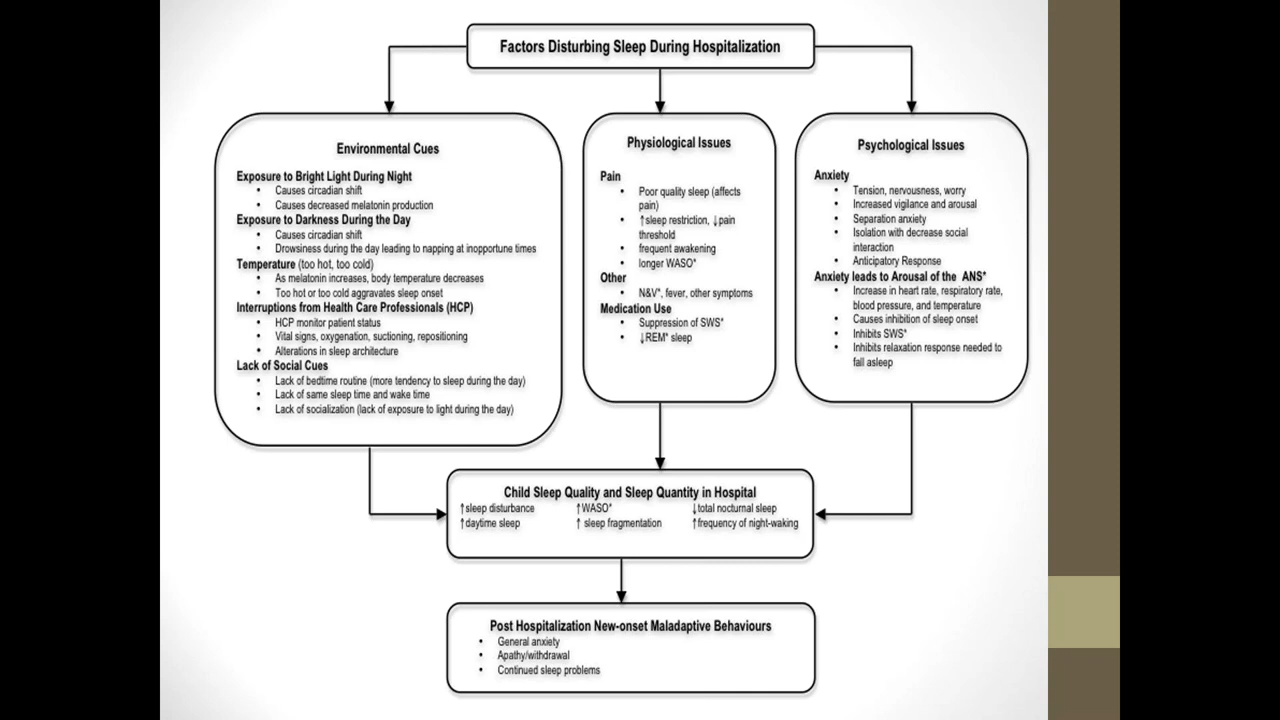 Factors Disturbing Sleep During Hospitalization
Environmental Cues
Exposure to Bright Light During Night
• Causes circadian shift
• Causes decreased melatonin production
Exposure to Darkness During the Day
• Causes circadian shift
• Drowsiness during the day leading to napping at inopportune times
Temperature (too hot, too cold)
• As melatonin increases, body temperature decreases
• Too hot or too cold aggravates sleep onset
Interruptions from Health Care Professionals (HCP)
• HCP monitor patient status
• Vital signs, oxygenation, suctioning, repositioning
• Alterations in sleep architecture
Lack of Social Cues
• Lack of bedtime routine (more tendency to sleep during the day)
• Lack of same sleep time and wake time
• Lack of socialization (lack of exposure to light during the day)
Physiological Issues
Pain
• Poor quality sleep (affects
pain)
• ↑sleep restriction, ↓pain
threshold
• frequent awakening
• longer WASO*
Other
• N&V*, fever, other symptoms
Medication Use
• Suppression of SWS*
• ↓REM* sleep
Psychological Issues
Anxiety
• Tension, nervousness, worry
• Increased vigilance and arousal
• Separation anxiety
• Isolation with decrease social
interaction
• Anticipatory Response
Anxiety leads to Arousal of the ANS*
• Increase in heart rate, respiratory rate,
blood pressure, and temperature
• Causes inhibition of sleep onset
• Inhibits SWS*
• Inhibits relaxation response needed to
fall asleep
Child Sleep Quality and Sleep Quantity in Hospital
↑sleep disturbance ↑WASO* ↓total nocturnal sleep
↑daytime sleep ↑ sleep fragmentation ↑frequency of night-waking
Post Hospitalization New-onset Maladaptive Behaviours
• General anxiety
• Apathy/withdrawal
• Continued sleep problems